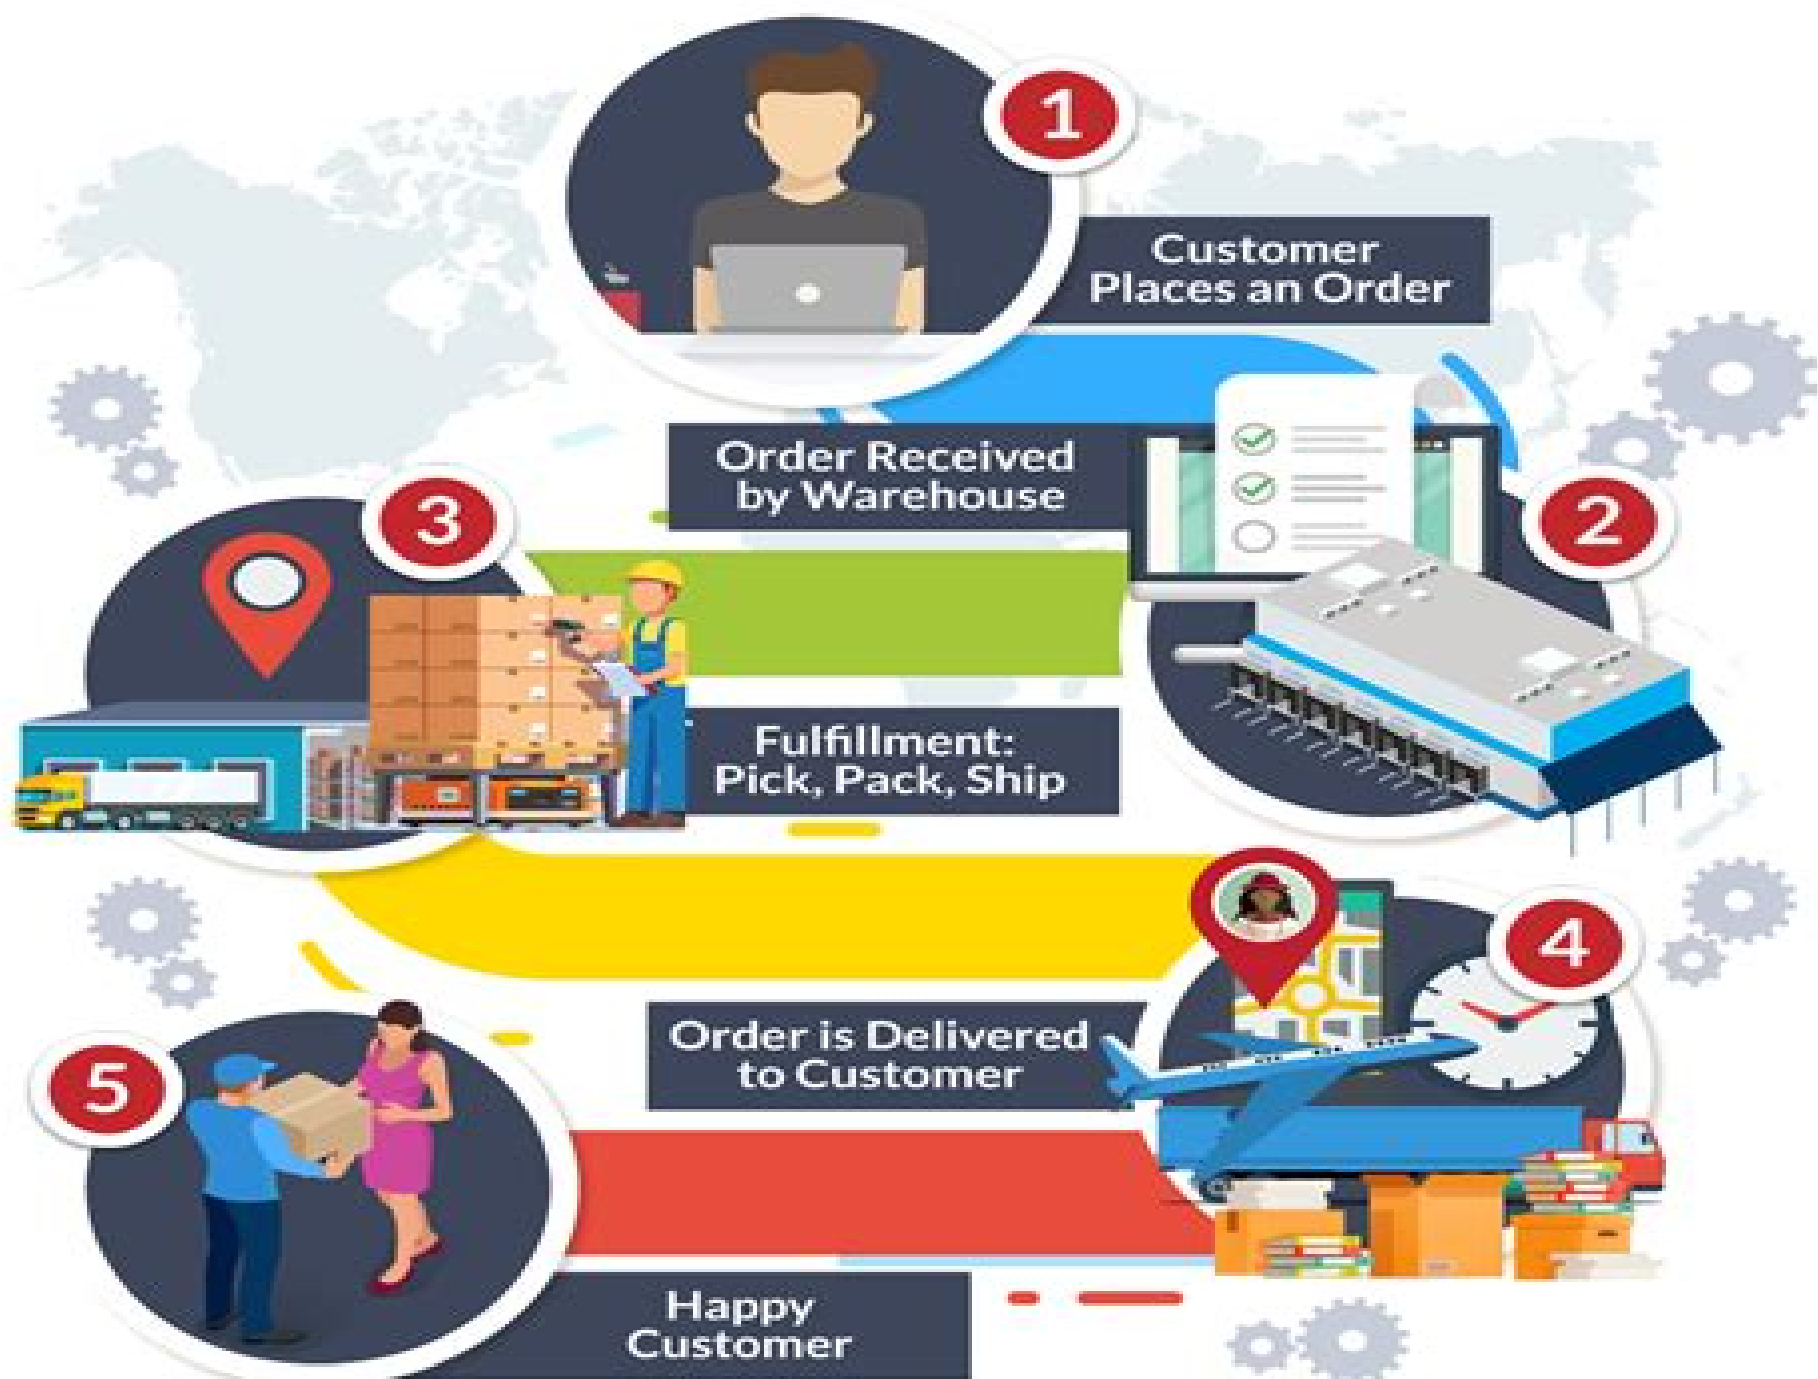 1
Customer
Places an Order
Order Received
by Warehouse
2
3
Fulfillment:
Pick, Pack, Ship
4
Order is Delivered
to Customer
5
Happy
Customer